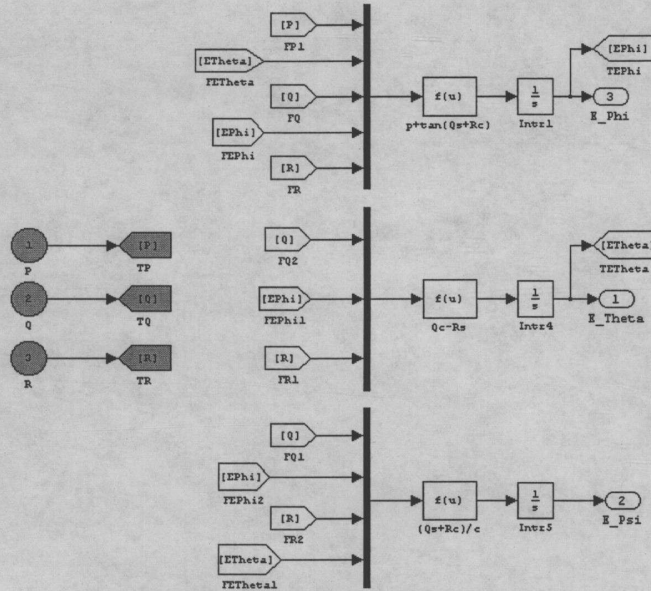 [P]
FP1
[ETheta]
FETheta
[Q]
FQ
[EPhi]
FEPhi
[R]
FR
f(u)
p+tan(Qs+Rc)
1
s
Intr1
[EPhi]
TEPhi
3
E_Phi
1
P
[P]
TP
2
Q
[Q]
TQ
3
R
[R]
TR
[Q]
FQ2
[EPhi]
FEPhi1
[R]
FR1
f(u)
Qc-Rs
1
s
Intr4
[ETheta]
TETheta
1
E_Theta
[Q]
FQ1
[EPhi]
FEPhi2
[R]
FR2
[ETheta]
FETheta1
f(u)
(Qs+Rc)/c
1
s
Intr5
2
E_Psi